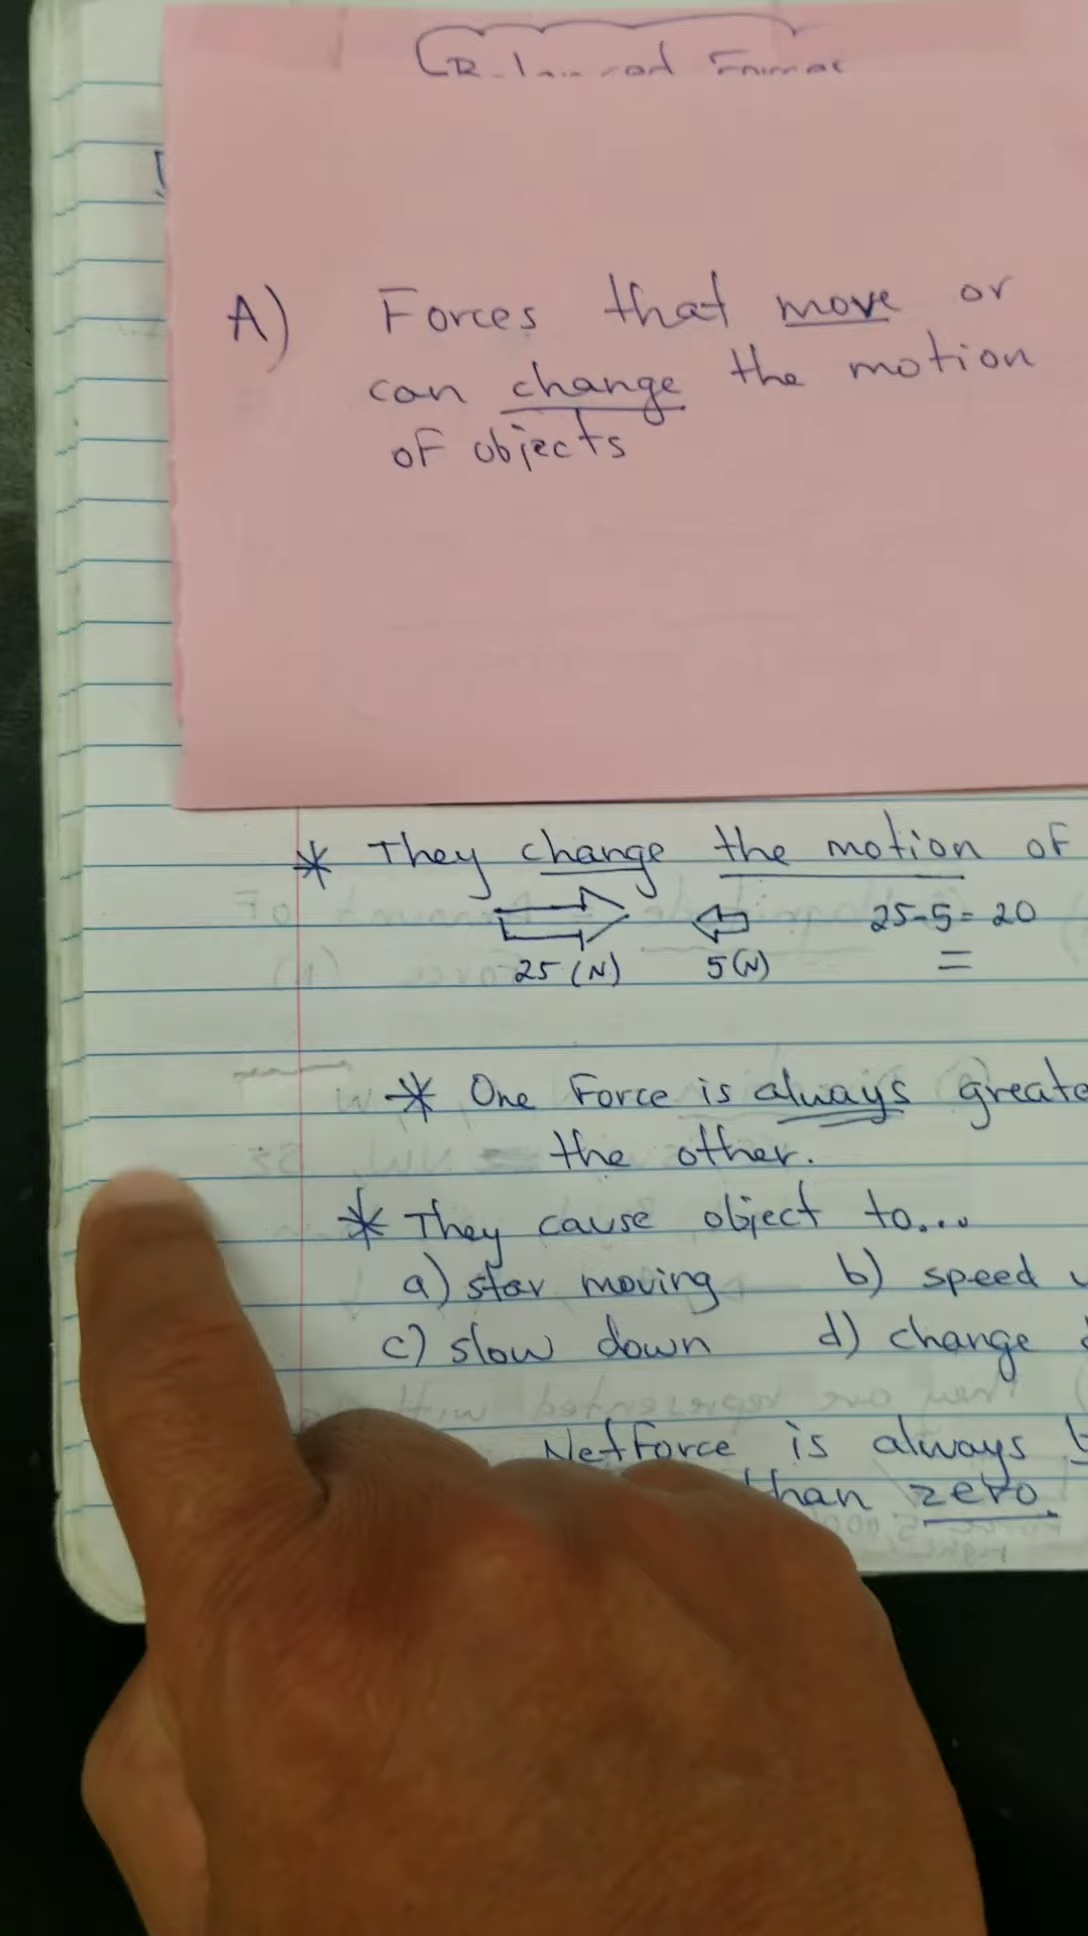 A) Forces that move or
can change the motion
of objects
* They change the motion of
25 (N) 5(N) 25-5= 20
=
* One Force is always greate
the other.
* They cause object to...
a) star moving b) speed
c) slow down d) change
NetForce is always
than zero.